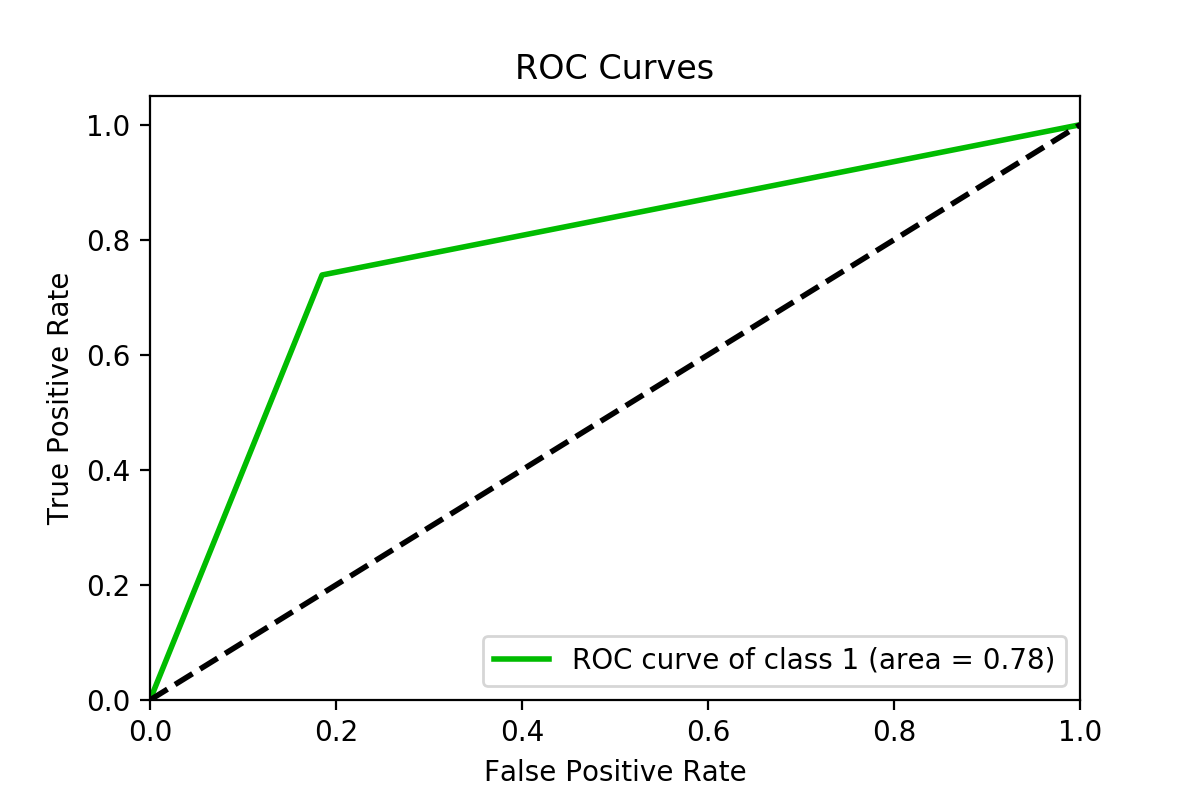 ROC Curves
1.0
0.8
0.6
0.4
0.2
0.0
True Positive Rate
ROC curve of class 1 (area = 0.78)
0.0 0.2 0.4 0.6 0.8 1.0
False Positive Rate